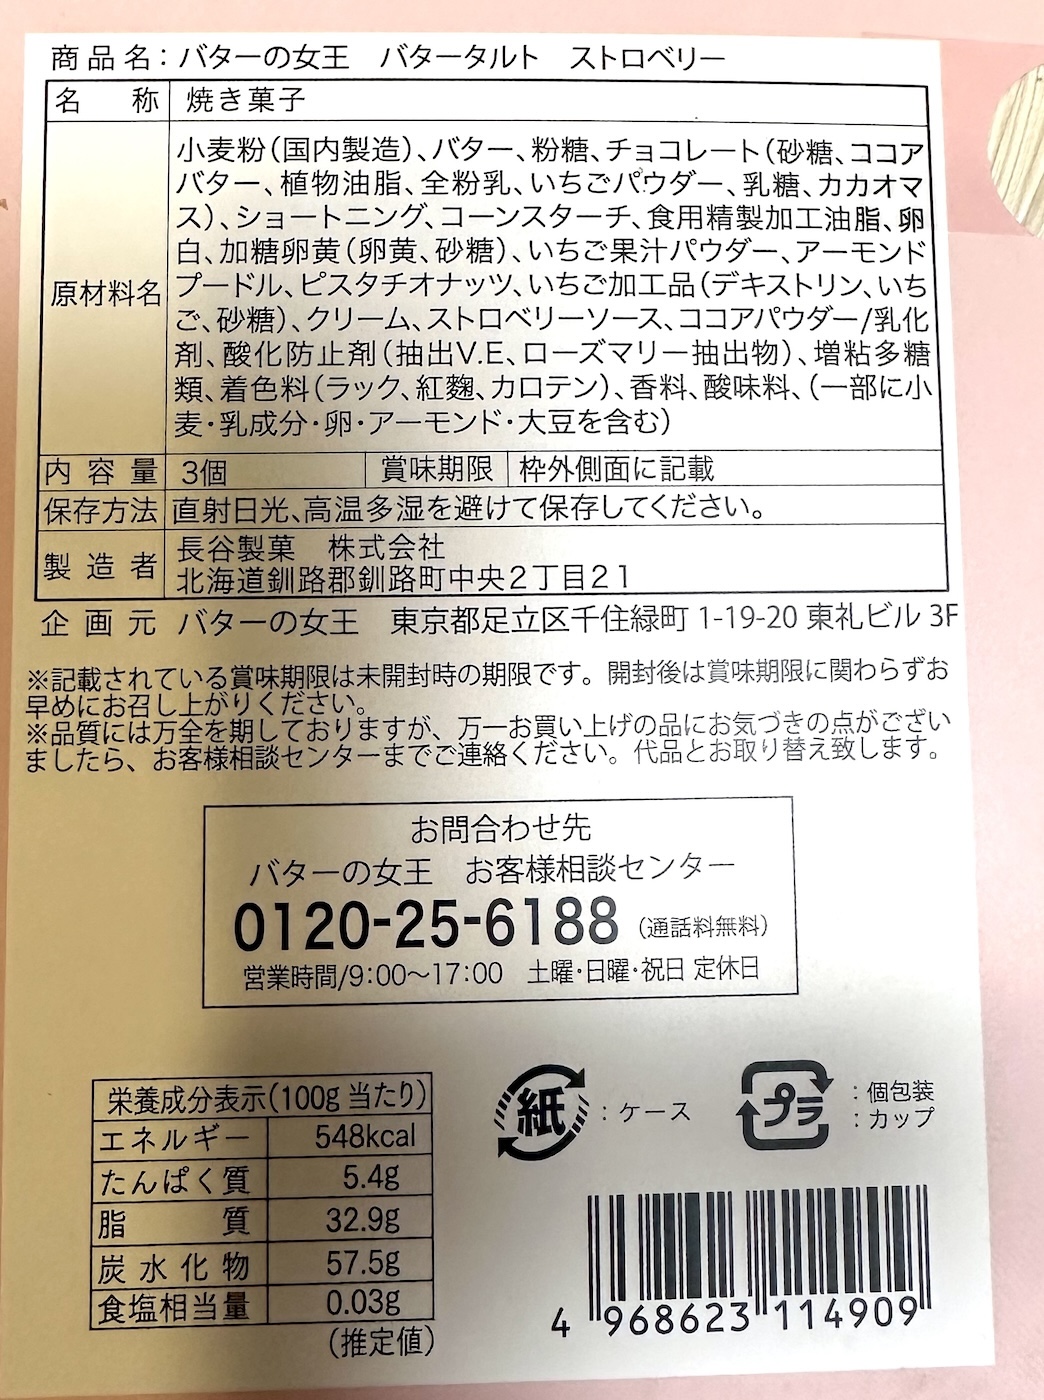 商品名：バターの女王　バタータルト　ストロベリー
名　称　焼き菓子
小麦粉（国内製造）、バター、粉糖、チョコレート（砂糖、ココア
バター、植物油脂、全粉乳、いちごパウダー、乳糖、カカオマ
ス）、ショートニング、コーンスターチ、食用精製加工油脂、卵
白、加糖卵黄（卵黄、砂糖）、いちご果汁パウダー、アーモンド
原材料名　プードル、ピスタチオナッツ、いちご加工品（デキストリン、いち
ご、砂糖）、クリーム、ストロベリーソース、ココアパウダー/乳化
剤、酸化防止剤（抽出V.E、ローズマリー抽出物）、増粘多糖
類、着色料（ラック、紅麴、カロテン）、香料、酸味料、（一部に小
麦・乳成分・卵・アーモンド・大豆を含む）
内容量　3個　賞味期限　枠外側面に記載
保存方法　直射日光、高温多湿を避けて保存してください。
製造者　長谷製菓　株式会社
北海道釧路郡釧路町中央2丁目21
企画元　バターの女王　東京都足立区千住緑町 1-19-20 東礼ビル 3F
※記載されている賞味期限は未開封時の期限です。開封後は賞味期限に関わらずお
早めにお召し上がりください。
※品質には万全を期しておりますが、万一お買い上げの品にお気づきの点がござい
ましたら、お客様相談センターまでご連絡ください。代品とお取り替え致します。
お問合わせ先
バターの女王　お客様相談センター
0120-25-6188（通話料無料）
営業時間/9：00〜17：00　土曜・日曜・祝日 定休日
栄養成分表示（100g 当たり）
エネルギー　548kcal
たんぱく質　5.4g
脂質　32.9g
炭水化物　57.5g
食塩相当量　0.03g
（推定値）
紙：ケース
プラ：個包装
：カップ
4 968623 114909